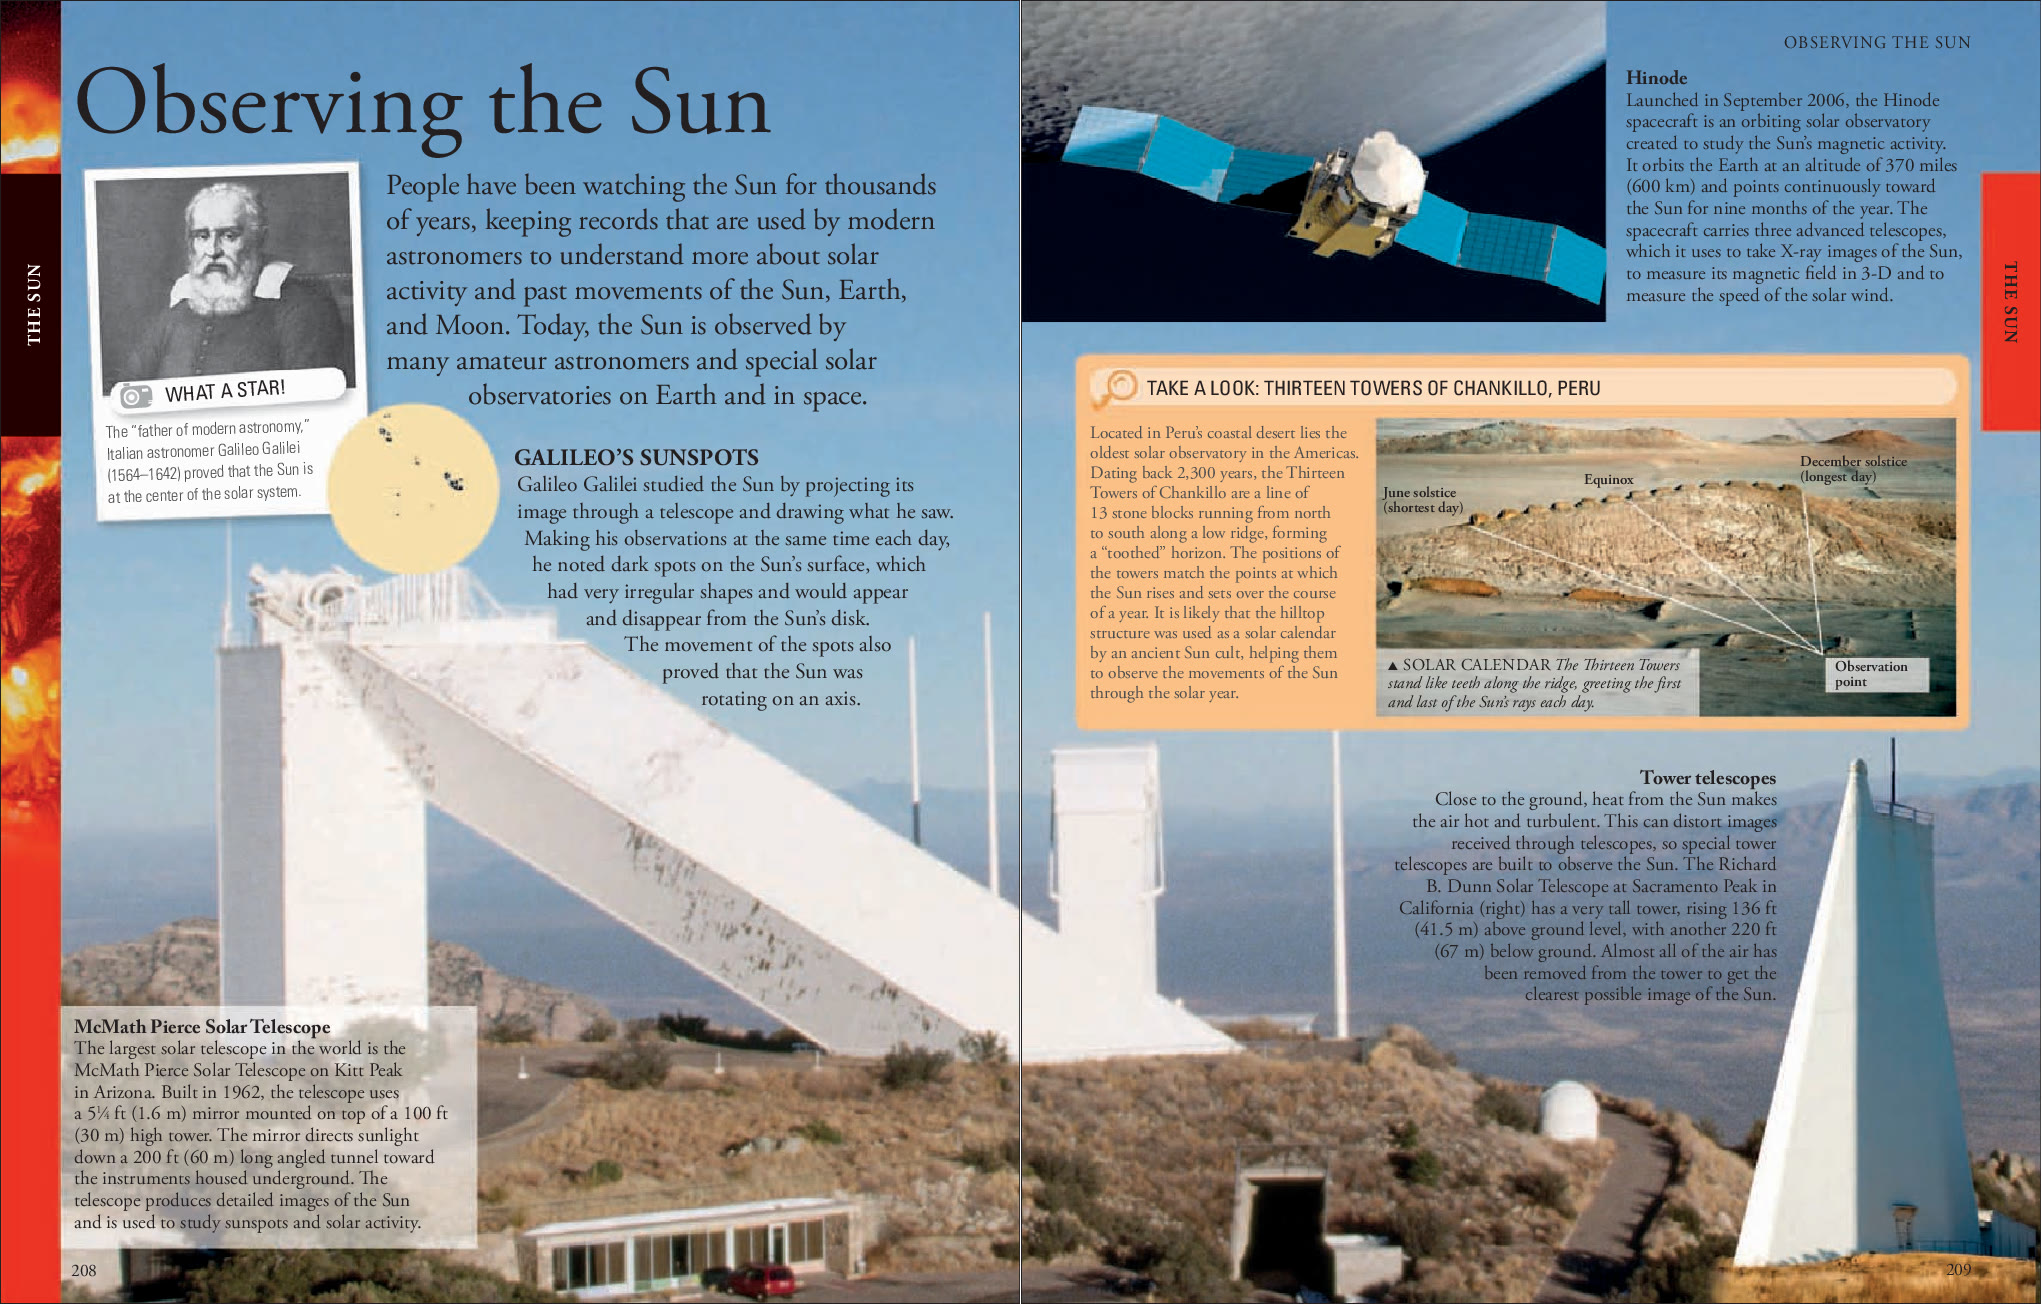 Observing the Sun
THE SUN
WHAT A STAR!
The “father of modern astronomy,”
Italian astronomer Galileo Galilei
(1564–1642) proved that the Sun is
at the center of the solar system.
People have been watching the Sun for thousands
of years, keeping records that are used by modern
astronomers to understand more about solar
activity and past movements of the Sun, Earth,
and Moon. Today, the Sun is observed by
many amateur astronomers and special solar
observatories on Earth and in space.
GALILEO’S SUNSPOTS
Galileo Galilei studied the Sun by projecting its
image through a telescope and drawing what he saw.
Making his observations at the same time each day,
he noted dark spots on the Sun’s surface, which
had very irregular shapes and would appear
and disappear from the Sun’s disk.
The movement of the spots also
proved that the Sun was
rotating on an axis.
McMath Pierce Solar Telescope
The largest solar telescope in the world is the
McMath Pierce Solar Telescope on Kitt Peak
in Arizona. Built in 1962, the telescope uses
a 5¼ ft (1.6 m) mirror mounted on top of a 100 ft
(30 m) high tower. The mirror directs sunlight
down a 200 ft (60 m) long angled tunnel toward
the instruments housed underground. The
telescope produces detailed images of the Sun
and is used to study sunspots and solar activity.
208
OBSERVING THE SUN
Hinode
Launched in September 2006, the Hinode
spacecraft is an orbiting solar observatory
created to study the Sun’s magnetic activity.
It orbits the Earth at an altitude of 370 miles
(600 km) and points continuously toward
the Sun for nine months of the year. The
spacecraft carries three advanced telescopes,
which it uses to take X-ray images of the Sun,
to measure its magnetic field in 3-D and to
measure the speed of the solar wind.
THE SUN
TAKE A LOOK: THIRTEEN TOWERS OF CHANKILLO, PERU
Located in Peru’s coastal desert lies the
oldest solar observatory in the Americas.
Dating back 2,300 years, the Thirteen
Towers of Chankillo are a line of
13 stone blocks running from north
to south along a low ridge, forming
a “toothed” horizon. The positions of
the towers match the points at which
the Sun rises and sets over the course
of a year. It is likely that the hilltop
structure was used as a solar calendar
by an ancient Sun cult, helping them
to observe the movements of the Sun
through the solar year.
June solstice
(shortest day)
Equinox
December solstice
(longest day)
Observation
point
▲ SOLAR CALENDAR The Thirteen Towers
stand like teeth along the ridge, greeting the first
and last of the Sun’s rays each day.
Tower telescopes
Close to the ground, heat from the Sun makes
the air hot and turbulent. This can distort images
received through telescopes, so special tower
telescopes are built to observe the Sun. The Richard
B. Dunn Solar Telescope at Sacramento Peak in
California (right) has a very tall tower, rising 136 ft
(41.5 m) above ground level, with another 220 ft
(67 m) below ground. Almost all of the air has
been removed from the tower to get the
clearest possible image of the Sun.
209